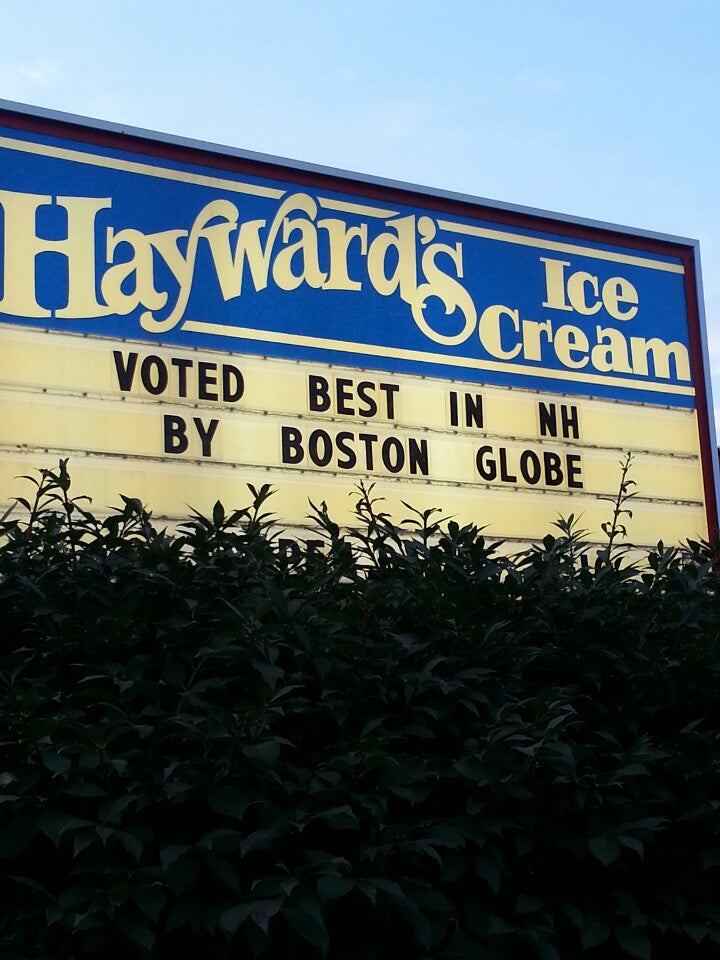 Hayward's Ice Cream
VOTED BEST IN NH
BY BOSTON GLOBE